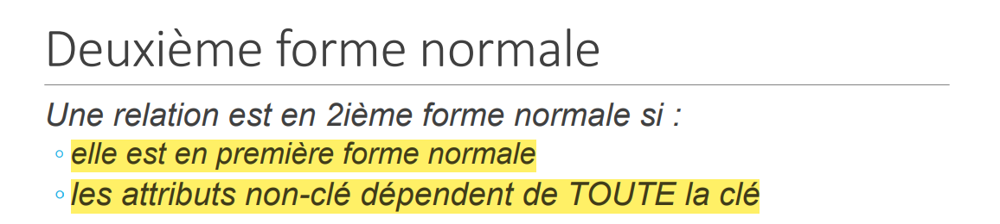 Deuxième forme normale
Une relation est en 2ième forme normale si :
◦ elle est en première forme normale
◦ les attributs non-clé dépendent de TOUTE la clé